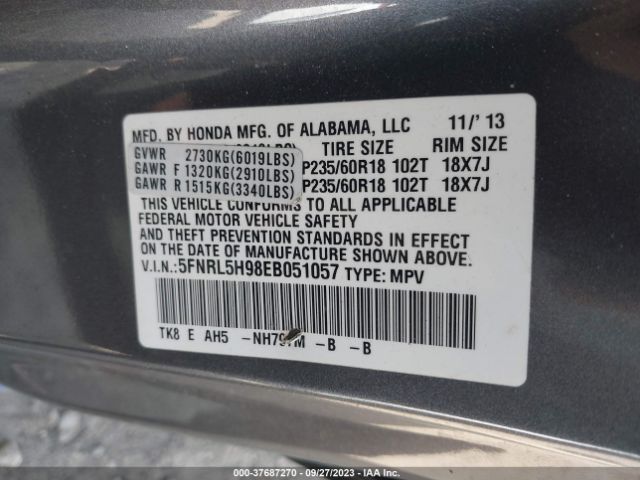 MFD. BY HONDA MFG. OF ALABAMA, LLC 11/'13
TIRE SIZE RIM SIZE
GVWR 2730KG(6019LBS)
GAWR F 1320KG(2910LBS) P235/60R18 102T 18X7J
GAWR R 1515KG(3340LBS) P235/60R18 102T 18X7J
THIS VEHICLE CONFORMS TO ALL APPLICABLE
FEDERAL MOTOR VEHICLE SAFETY
AND THEFT PREVENTION STANDARDS IN EFFECT
ON THE DATE OF MANUFACTURE SHOWN ABOVE.
V.I.N.:5FNRL5H98EB051057 TYPE: MPV
TK8 E AH5 -B -B
000-37687270 - 09/27/2023 - IAA Inc.